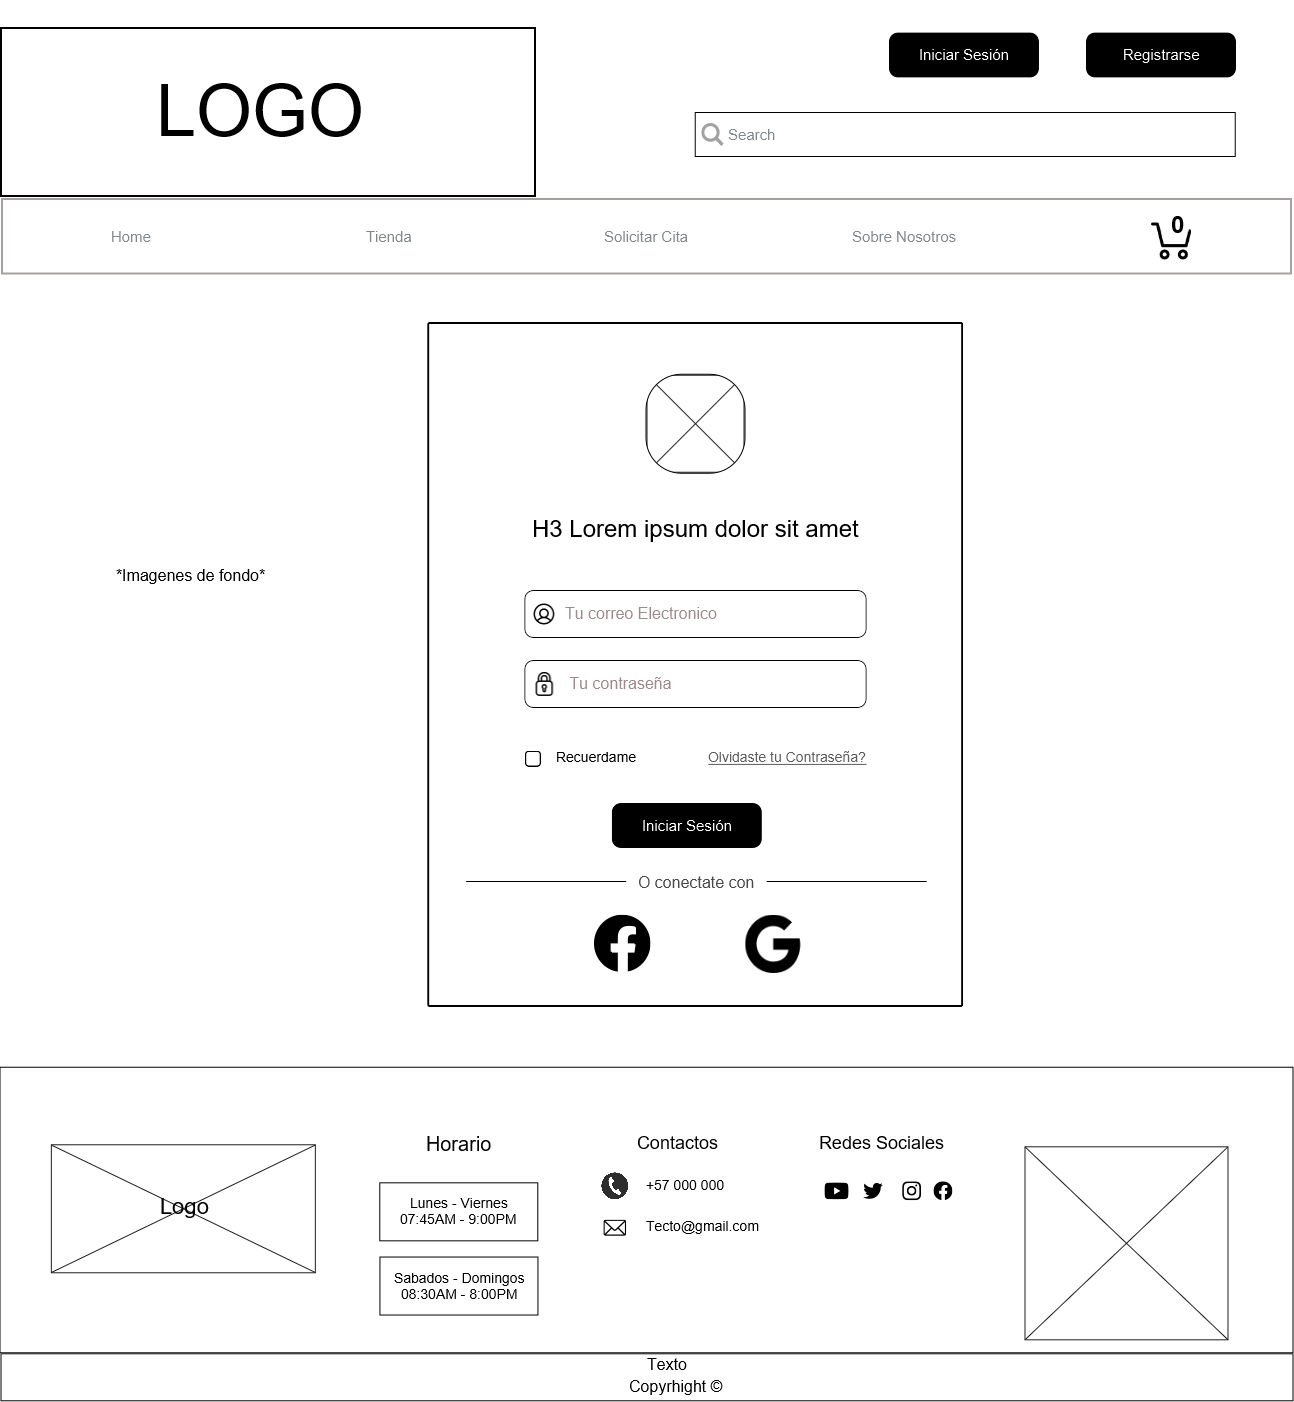 LOGO
Iniciar Sesión
Registrarse
Search
Home
Tienda
Solicitar Cita
Sobre Nosotros
0
H3 Lorem ipsum dolor sit amet
*Imagenes de fondo*
Tu correo Electronico
Tu contraseña
Recuerdame
Olvidaste tu Contraseña?
Iniciar Sesión
O conectate con
Logo
Horario
Lunes - Viernes
07:45AM - 9:00PM
Sabados - Domingos
08:30AM - 8:00PM
Contactos
+57 000 000
Tecto@gmail.com
Redes Sociales
Texto
Copyrhight ©